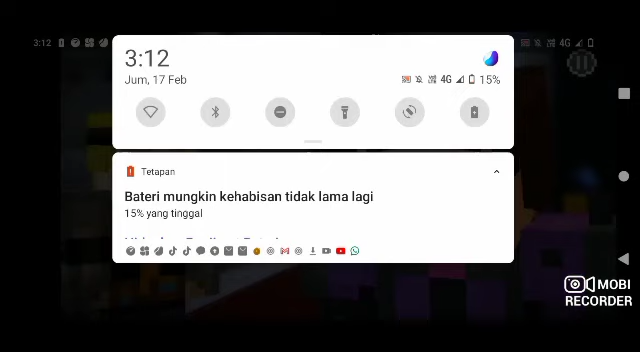 3:12
4G
3:12
Jum, 17 Feb
4G 15%
Tetapan
Bateri mungkin kehabisan tidak lama lagi
15% yang tinggal
MOBI
RECORDER